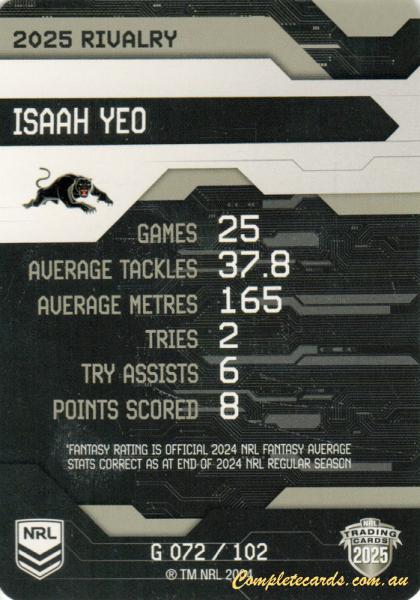 2025 RIVALRY
ISAAH YEO
GAMES 25
AVERAGE TACKLES 37.8
AVERAGE METRES 165
TRIES 2
TRY ASSISTS 6
POINTS SCORED 8
*FANTASY RATING IS OFFICIAL 2024 NRL FANTASY AVERAGE
STATS CORRECT AS AT END OF 2024 NRL REGULAR SEASON
NRL
G 072 / 102
® TM NRL 2024
NRL
TRADING
CARDS
2025
Completecards.com.au